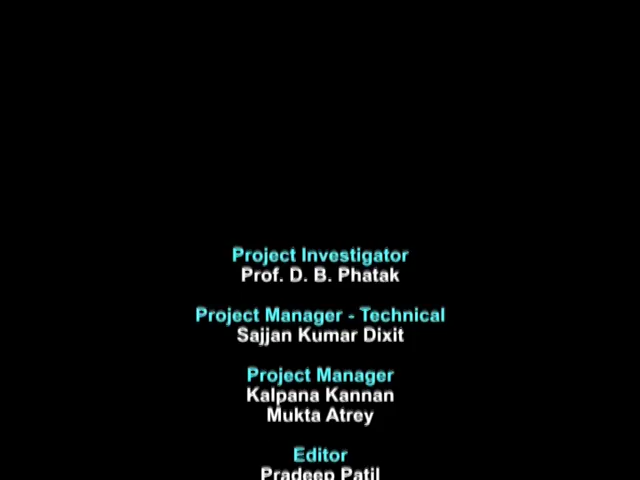 Project Investigator
Prof. D. B. Phatak
Project Manager - Technical
Sajjan Kumar Dixit
Project Manager
Kalpana Kannan
Mukta Atrey
Editor
Pradeep Patil